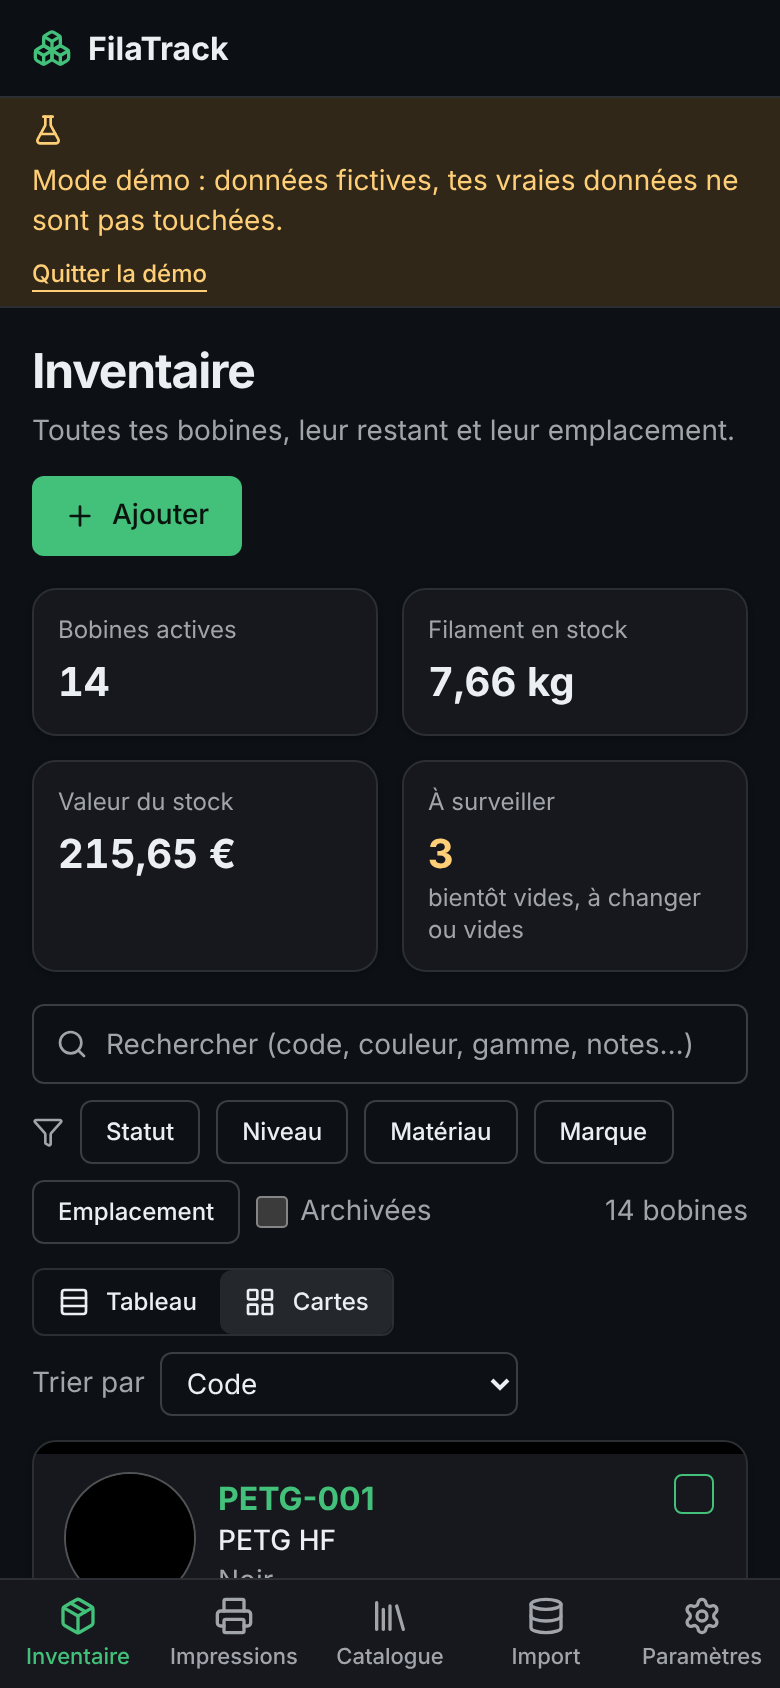 FilaTrack
Mode démo : données fictives, tes vraies données ne
sont pas touchées.
Quitter la démo
Inventaire
Toutes tes bobines, leur restant et leur emplacement.
Ajouter
Bobines actives
14
Filament en stock
7,66 kg
Valeur du stock
215,65 €
À surveiller
3
bientôt vides, à changer
ou vides
Rechercher (code, couleur, gamme, notes...)
Statut
Niveau
Matériau
Marque
Emplacement
Archivées
14 bobines
Tableau
Cartes
Trier par
Code
PETG-001
PETG HF
Noir
Inventaire
Impressions
Catalogue
Import
Paramètres